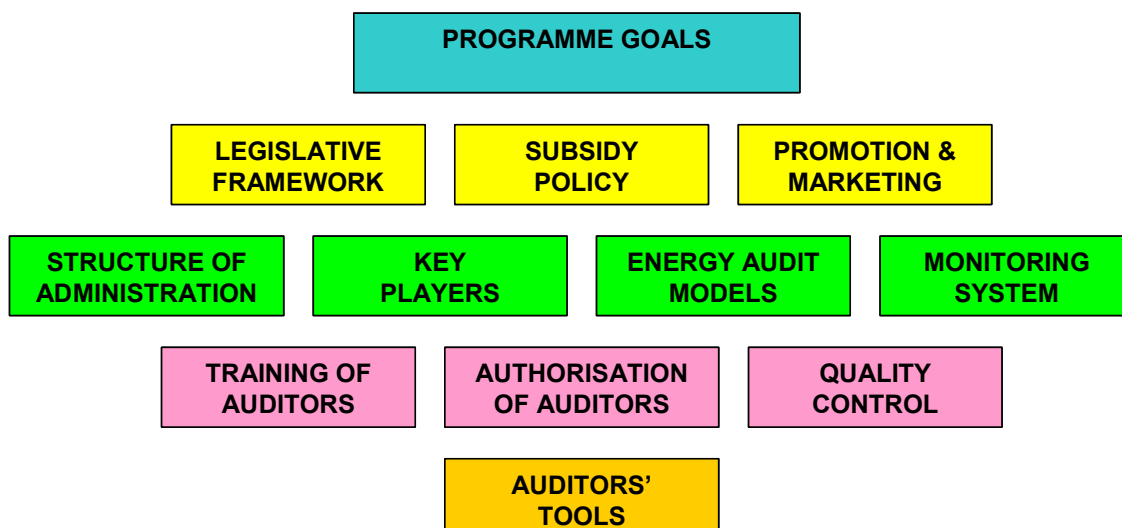 PROGRAMME GOALS
LEGISLATIVE
FRAMEWORK
SUBSIDY
POLICY
PROMOTION &
MARKETING
STRUCTURE OF
ADMINISTRATION
KEY
PLAYERS
ENERGY AUDIT
MODELS
MONITORING
SYSTEM
TRAINING OF
AUDITORS
AUTHORISATION
OF AUDITORS
QUALITY
CONTROL
AUDITORS’
TOOLS